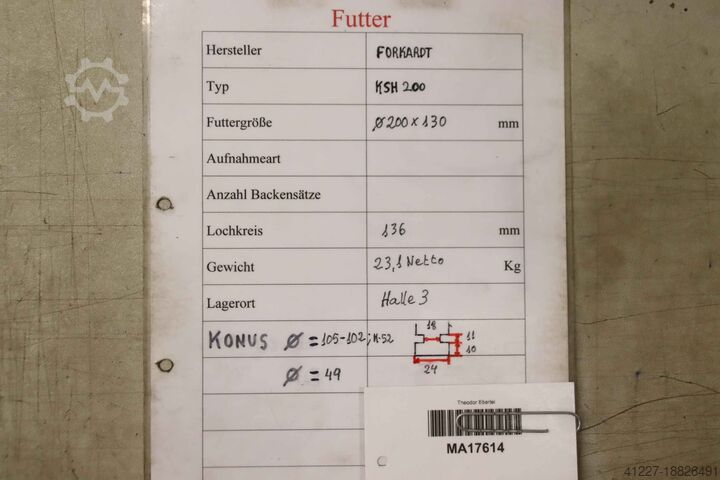 Futter
Hersteller FORKARDT
Typ KSH 200
Futtergröße Ø200 x 130 mm
Aufnahmeart
Anzahl Backensätze
Lochkreis 136 mm
Gewicht 23,1 Netto Kg
Lagerort Halle 3
KONUS Ø = 105-102; K-52
18
11
10
24
Ø = 49
Theodor Ebertei
MA17614
41227-18826491